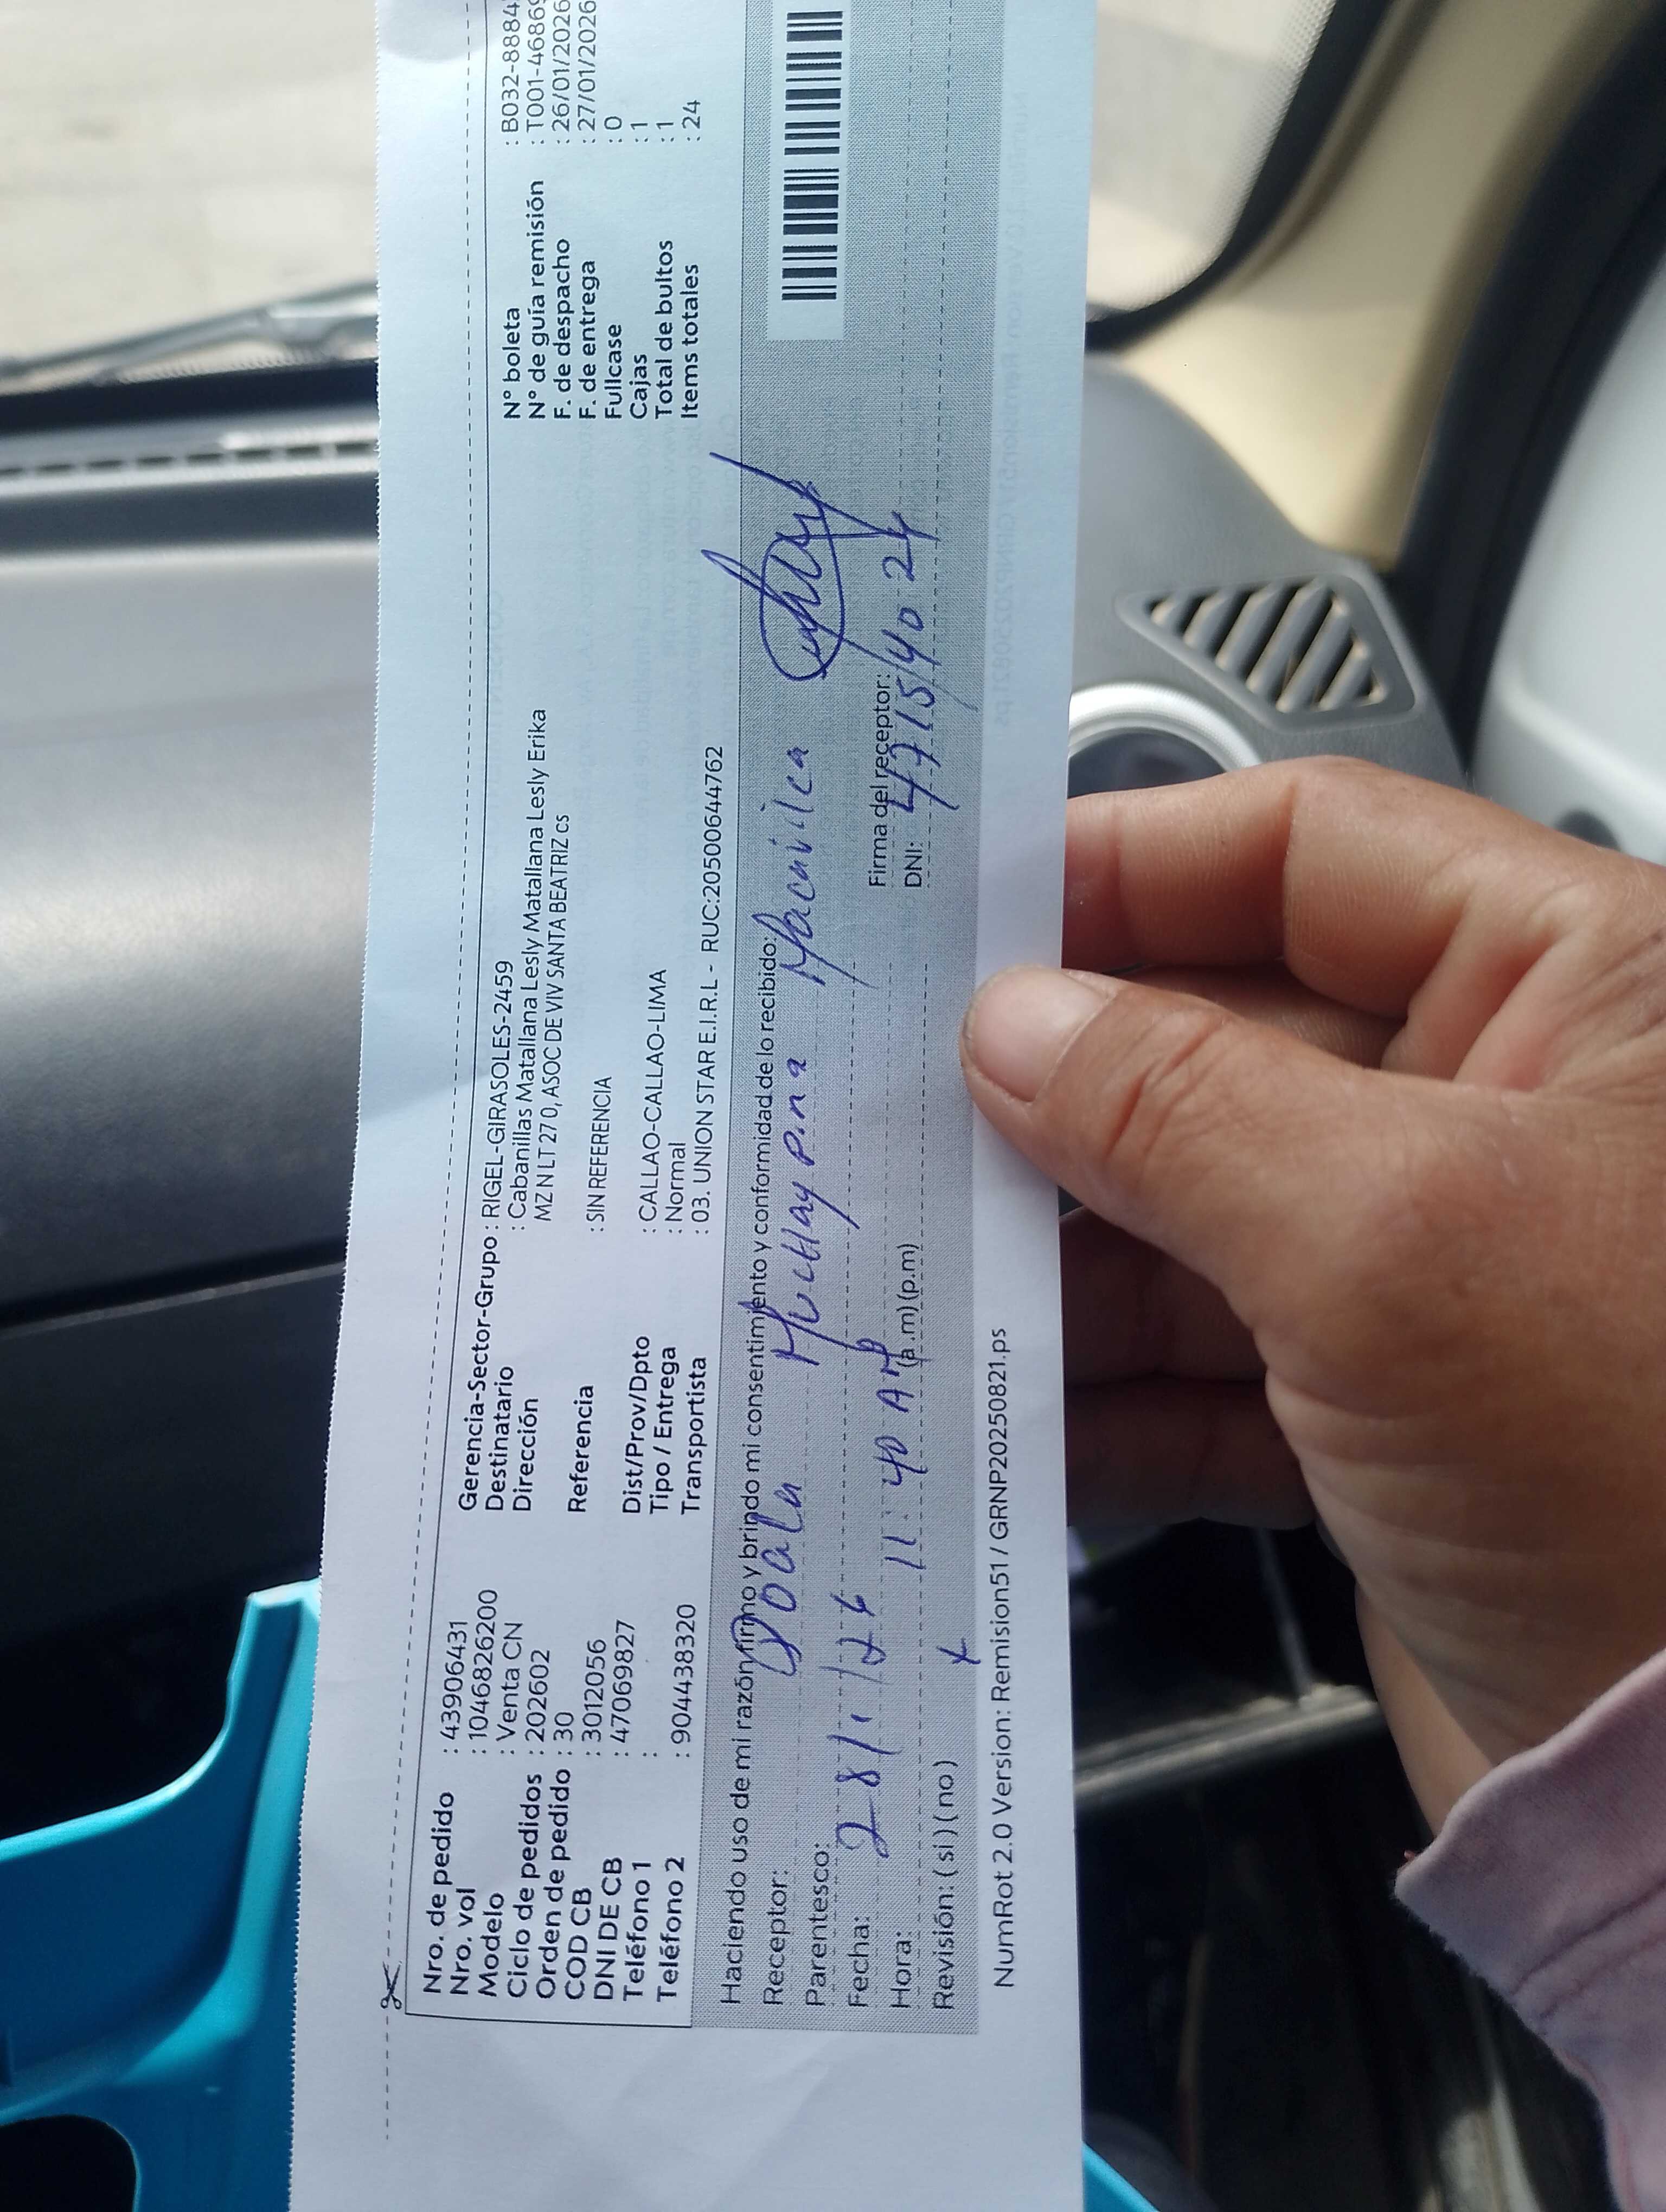 Nro. de pedido : 43906431
Nro. vol : 1046826200
Modelo : Venta CN
Ciclo de pedidos : 202602
Orden de pedido : 30
COD CB : 3012056
DNI DE CB : 47069827
Teléfono 1 :
Teléfono 2 : 904438320
Gerencia-Sector-Grupo : RIGEL-GIRASOLES-2459
Destinatario : Cabanillas Matallana Lesly Matallana Lesly Erika
Dirección MZ N LT 27 0, ASOC DE VIV SANTA BEATRIZ cs
Referencia : SIN REFERENCIA
Dist/Prov/Dpto : CALLAO-CALLAO-LIMA
Tipo / Entrega : Normal
Transportista : 03. UNION STAR E.I.R.L - RUC:20500644762
N° boleta : B032-8884
N° de guía remisión : T001-46869
F. de despacho : 26/01/2026
F. de entrega : 27/01/2026
Fullcase : 0
Cajas : 1
Total de bultos : 1
Items totales : 24
Haciendo uso de mi razón firmo y brindo mi consentimiento y conformidad de lo recibido:
Receptor: Macavilca
Parentesco:
Fecha: 28/1/26
Hora: 11 40 AM (a.m) (p.m)
Revisión: ( si ) ( no )
Firma del receptor:
DNI: 47154024
NumRot 2.0 Version: Remision51 / GRNP20250821.ps